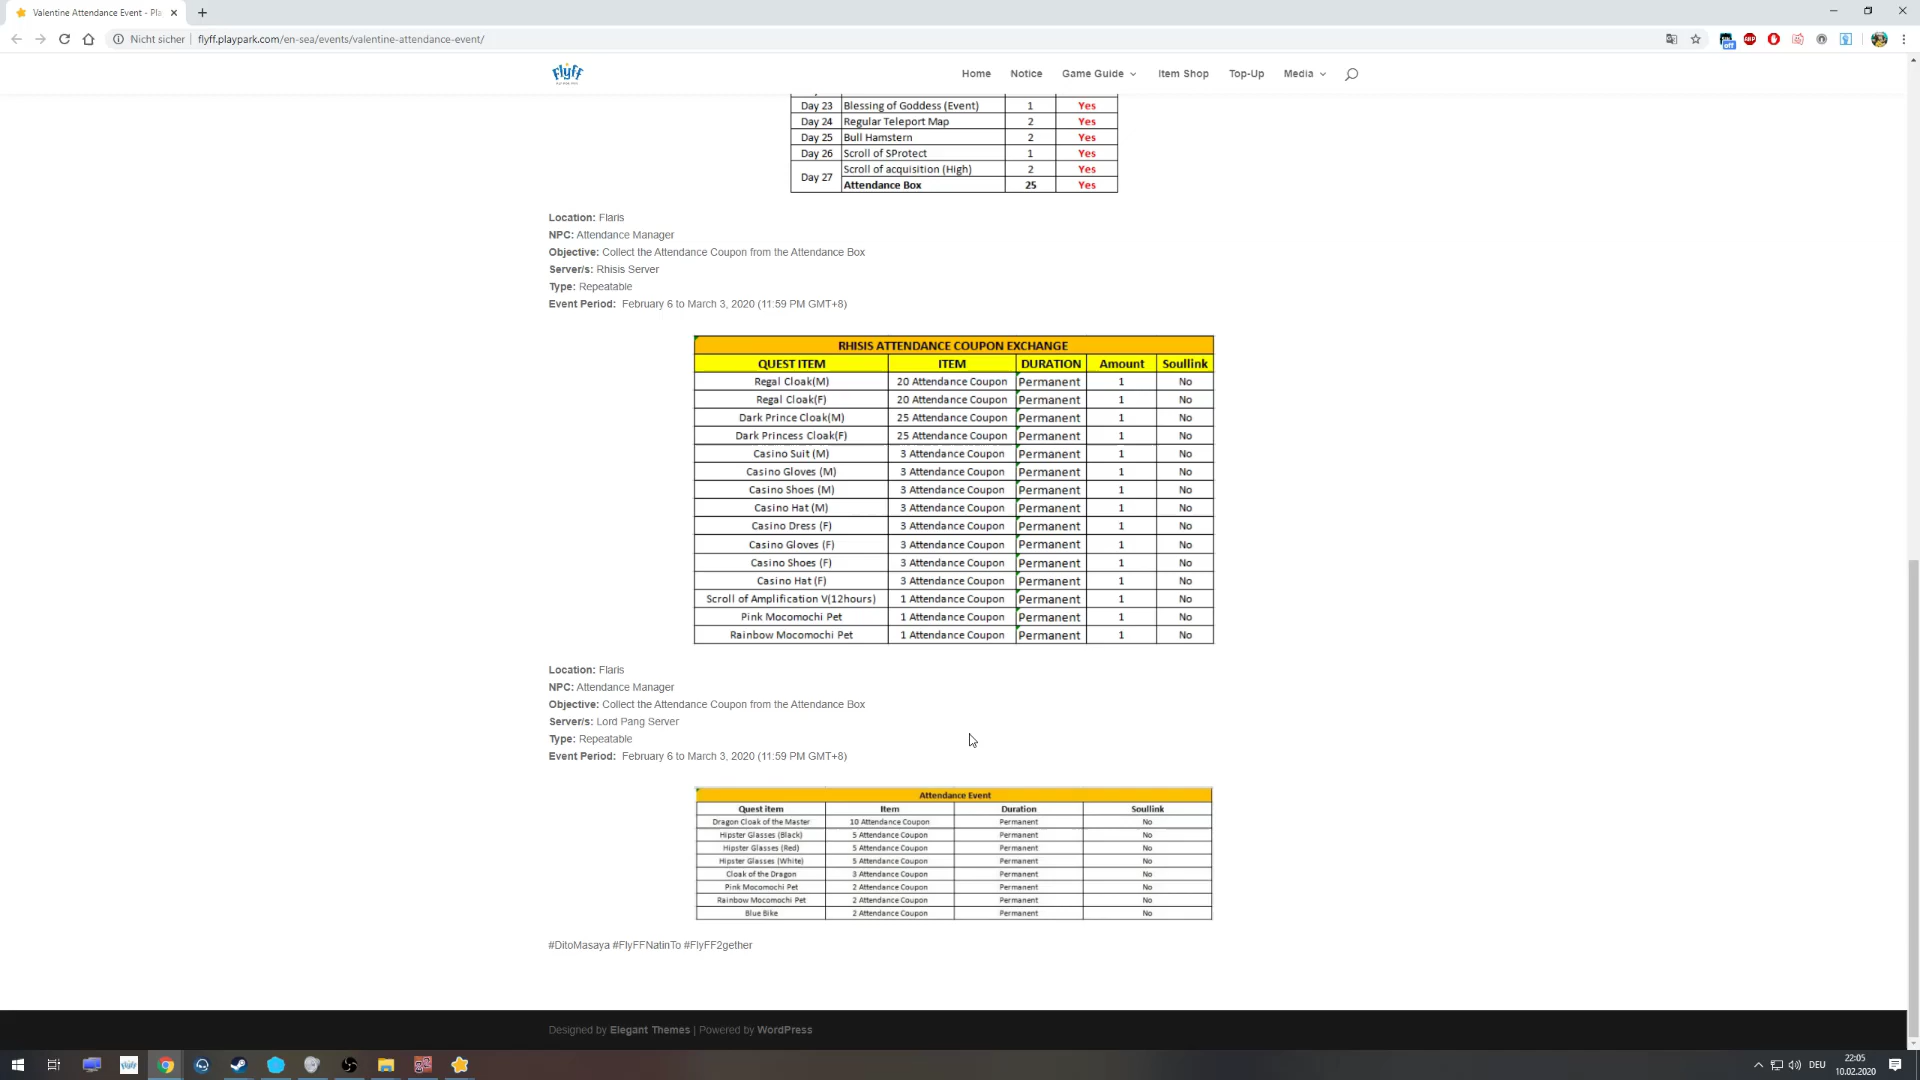 Valentine Attendance Event - Pla
Nicht sicher | flyff.playpark.com/en-sea/events/valentine-attendance-event/
off
ABP
Flyff
Home Notice Game Guide Item Shop Top-Up Media
Day 23 Blessing of Goddess (Event) 1 Yes
Day 24 Regular Teleport Map 2 Yes
Day 25 Bull Hamstern 2 Yes
Day 26 Scroll of SProtect 1 Yes
Day 27 Scroll of acquisition (High) 2 Yes
Attendance Box 25 Yes
Location: Flaris
NPC: Attendance Manager
Objective: Collect the Attendance Coupon from the Attendance Box
Server/s: Rhisis Server
Type: Repeatable
Event Period: February 6 to March 3, 2020 (11:59 PM GMT+8)
RHISIS ATTENDANCE COUPON EXCHANGE
QUEST ITEM ITEM DURATION Amount Soullink
Regal Cloak(M) 20 Attendance Coupon Permanent 1 No
Regal Cloak(F) 20 Attendance Coupon Permanent 1 No
Dark Prince Cloak(M) 25 Attendance Coupon Permanent 1 No
Dark Princess Cloak(F) 25 Attendance Coupon Permanent 1 No
Casino Suit (M) 3 Attendance Coupon Permanent 1 No
Casino Gloves (M) 3 Attendance Coupon Permanent 1 No
Casino Shoes (M) 3 Attendance Coupon Permanent 1 No
Casino Hat (M) 3 Attendance Coupon Permanent 1 No
Casino Dress (F) 3 Attendance Coupon Permanent 1 No
Casino Gloves (F) 3 Attendance Coupon Permanent 1 No
Casino Shoes (F) 3 Attendance Coupon Permanent 1 No
Casino Hat (F) 3 Attendance Coupon Permanent 1 No
Scroll of Amplification V(12hours) 1 Attendance Coupon Permanent 1 No
Pink Mocomochi Pet 1 Attendance Coupon Permanent 1 No
Rainbow Mocomochi Pet 1 Attendance Coupon Permanent 1 No
Location: Flaris
NPC: Attendance Manager
Objective: Collect the Attendance Coupon from the Attendance Box
Server/s: Lord Pang Server
Type: Repeatable
Event Period: February 6 to March 3, 2020 (11:59 PM GMT+8)
Attendance Event
Quest item Item Duration Soullink
Dragon Cloak of the Master 10 Attendance Coupon Permanent No
Hipster Glasses (Black) 5 Attendance Coupon Permanent No
Hipster Glasses (Red) 5 Attendance Coupon Permanent No
Hipster Glasses (White) 5 Attendance Coupon Permanent No
Cloak of the Dragon 3 Attendance Coupon Permanent No
Pink Mocomochi Pet 2 Attendance Coupon Permanent No
Rainbow Mocomochi Pet 2 Attendance Coupon Permanent No
Blue Bike 2 Attendance Coupon Permanent No
#DitoMasaya #FlyFFNatinTo #FlyFF2gether
Designed by Elegant Themes | Powered by WordPress
DEU
22:05
10.02.2020